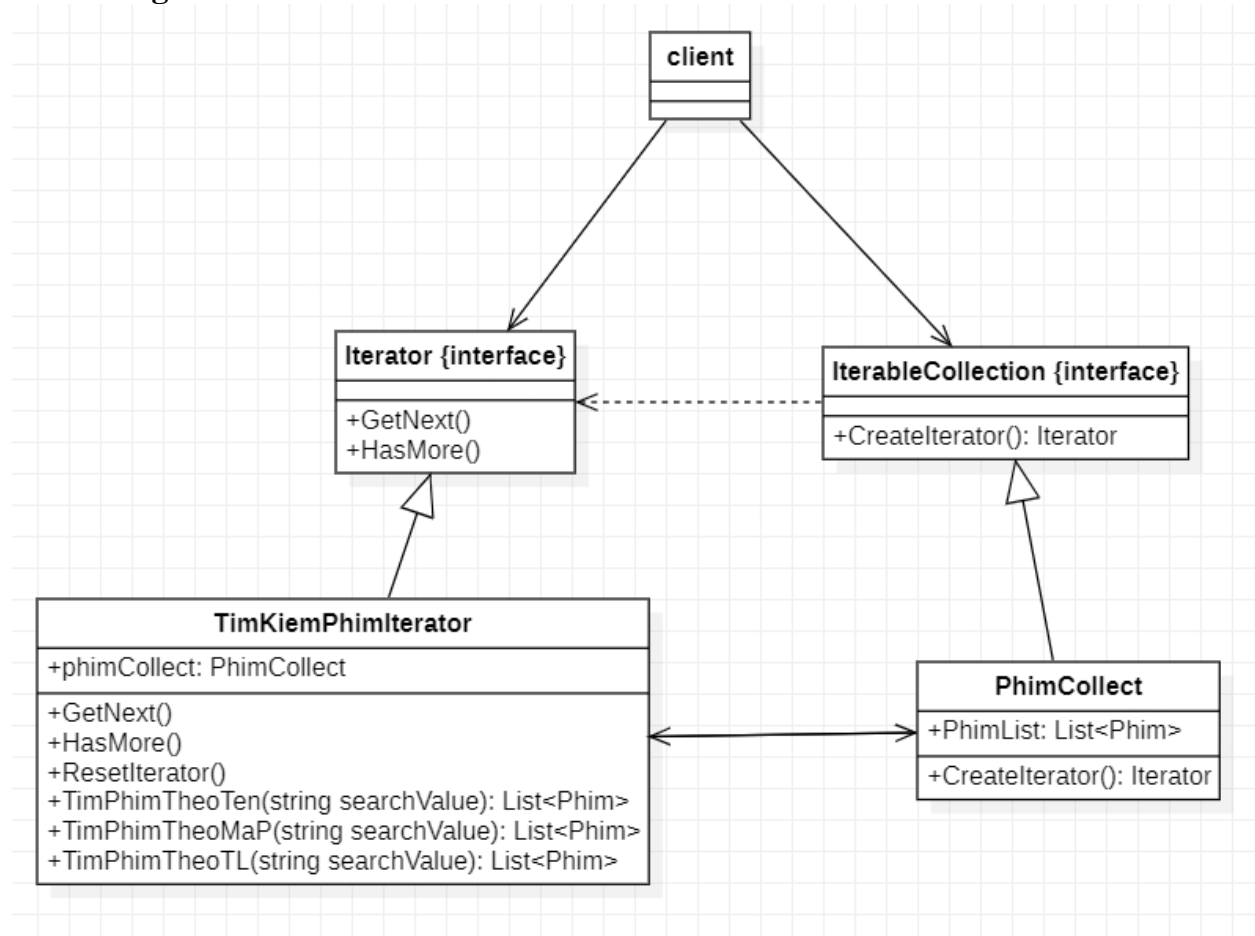 client
Iterator {interface}
+GetNext()
+HasMore()
IterableCollection {interface}
+CreateIterator(): Iterator
TimKiemPhimIterator
+phimCollect: PhimCollect
+GetNext()
+HasMore()
+ResetIterator()
+TimPhimTheoTen(string searchValue): List<Phim>
+TimPhimTheoMaP(string searchValue): List<Phim>
+TimPhimTheoTL(string searchValue): List<Phim>
PhimCollect
+PhimList: List<Phim>
+CreateIterator(): Iterator